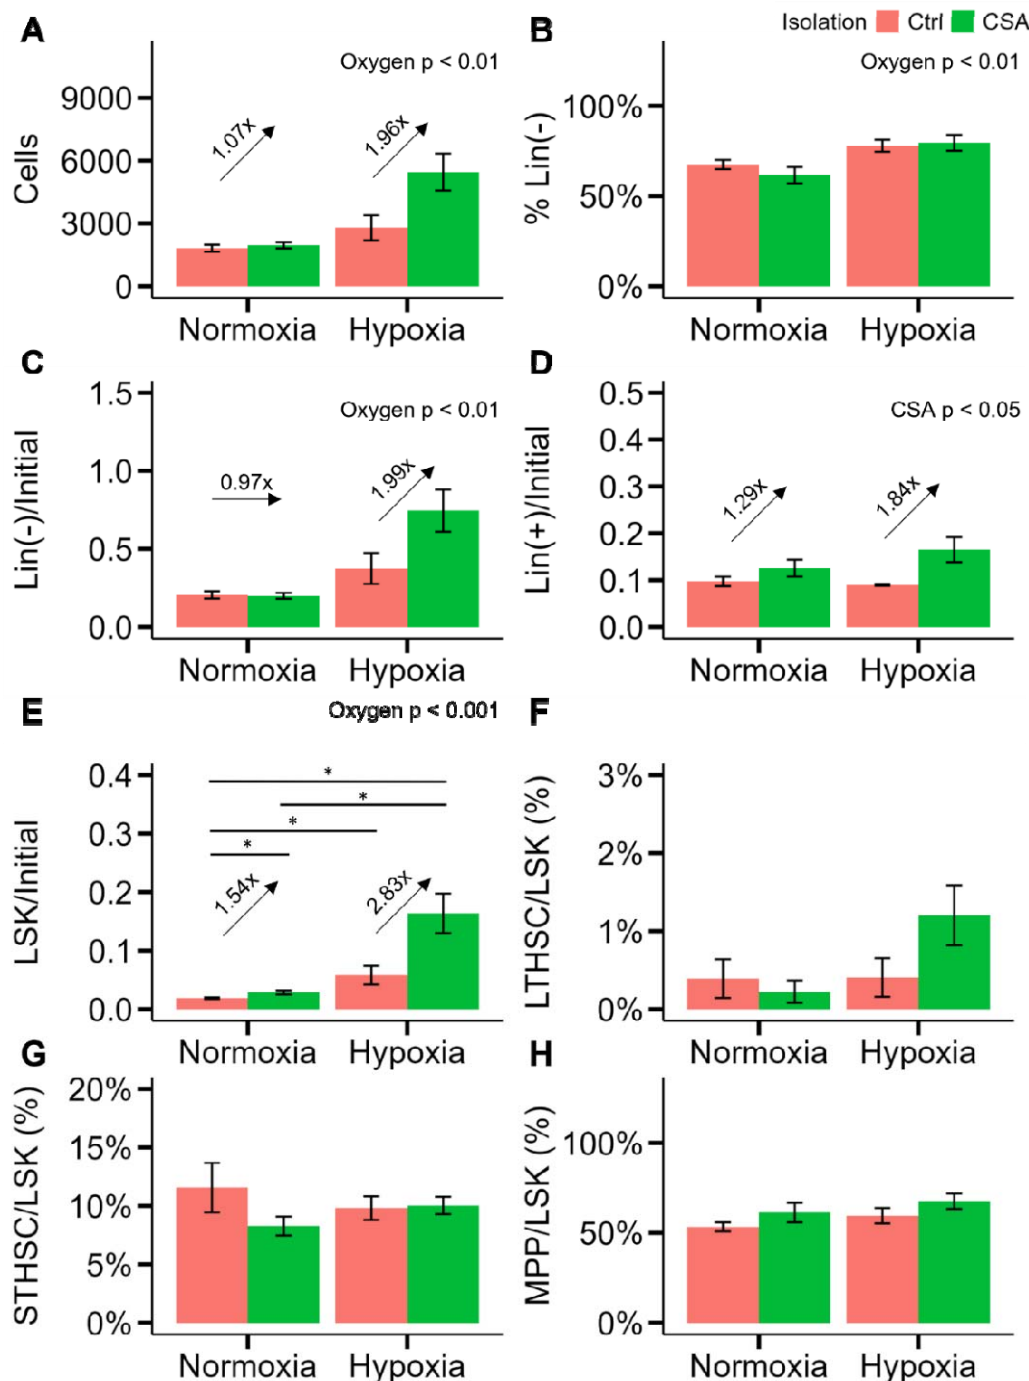 Isolation Ctrl CSA
A
Oxygen p < 0.01
Cells
9000
6000
3000
0
1.07x
1.96x
Normoxia Hypoxia
B
Oxygen p < 0.01
% Lin(-)
100%
50%
0%
Normoxia Hypoxia
C
Oxygen p < 0.01
Lin(-)/Initial
1.5
1.0
0.5
0.0
0.97x
1.99x
Normoxia Hypoxia
D
CSA p < 0.05
Lin(+)/Initial
0.5
0.4
0.3
0.2
0.1
0.0
1.29x
1.84x
Normoxia Hypoxia
E
Oxygen p < 0.001
LSK/Initial
0.4
0.3
0.2
0.1
0.0
*
*
*
*
1.54x
2.83x
Normoxia Hypoxia
F
LTHSC/LSK (%)
3%
2%
1%
0%
Normoxia Hypoxia
G
STHSC/LSK (%)
20%
15%
10%
5%
0%
Normoxia Hypoxia
H
MPP/LSK (%)
100%
50%
0%
Normoxia Hypoxia